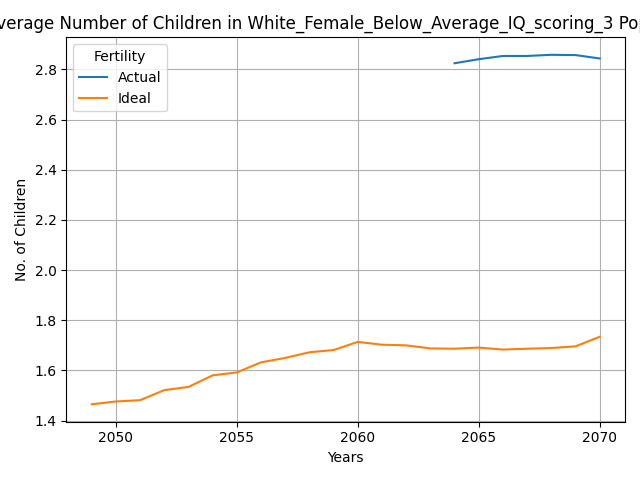 verage Number of Children in White_Female_Below_Average_IQ_scoring_3 Po
Fertility
Actual
Ideal
2.8
2.6
2.4
2.2
2.0
1.8
1.6
1.4
No. of Children
2050 2055 2060 2065 2070
Years